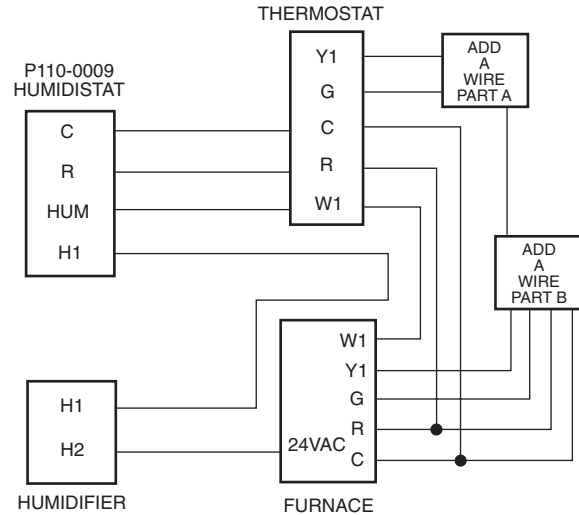 THERMOSTAT
P110-0009
HUMIDISTAT
C
R
HUM
H1
Y1
G
C
R
W1
ADD
A
WIRE
PART A
ADD
A
WIRE
PART B
H1
H2
HUMIDIFIER
W1
Y1
G
R
24VAC
C
FURNACE